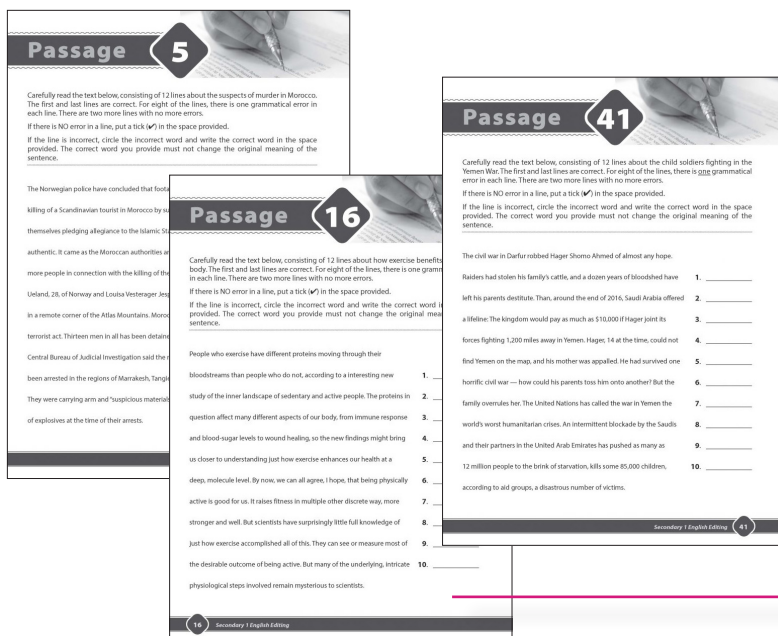 Passage 5
Carefully read the text below, consisting of 12 lines about the suspects of murder in Morocco.
The first and last lines are correct. For eight of the lines, there is one grammatical error in
each line. There are two more lines with no more errors.
If there is NO error in a line, put a tick (✔) in the space provided.
If the line is incorrect, circle the incorrect word and write the correct word in the space
provided. The correct word you provide must not change the original meaning of the
sentence.
The Norwegian police have concluded that
killing of a Scandinavian tourist in Morocco by
themselves pledging allegiance to the Islamic
authentic. It came as the Moroccan authorities
more people in connection with the killing of the
Ueland, 28, of Norway and Louisa Vesterager
in a remote corner of the Atlas Mountains.
terrorist act. Thirteen men in all has been
Central Bureau of Judicial Investigation said the
been arrested in the regions of Marrakesh,
They were carrying arm and "suspicious
of explosives at the time of their arrests.
Passage 16
Carefully read the text below, consisting of 12 lines about how exercise benefits
body. The first and last lines are correct. For eight of the lines, there is one
in each line. There are two more lines with no more errors.
If there is NO error in a line, put a tick (✔) in the space provided.
If the line is incorrect, circle the incorrect word and write the correct word
provided. The correct word you provide must not change the original
sentence.
People who exercise have different proteins moving through their
bloodstreams than people who do not, according to a interesting new 1.
study of the inner landscape of sedentary and active people. The proteins in 2.
question affect many different aspects of our body, from immune response 3.
and blood-sugar levels to wound healing, so the new findings might bring 4.
us closer to understanding just how exercise enhances our health at a 5.
deep, molecule level. By now, we can all agree, I hope, that being physically 6.
active is good for us. It raises fitness in multiple other discrete way, more 7.
stronger and well. But scientists have surprisingly little full knowledge of 8.
just how exercise accomplished all of this. They can see or measure most of 9.
the desirable outcome of being active. But many of the underlying, intricate 10.
physiological steps involved remain mysterious to scientists.
16 Secondary 1 English Editing
Passage 41
Carefully read the text below, consisting of 12 lines about the child soldiers fighting in the
Yemen War. The first and last lines are correct. For eight of the lines, there is one grammatical
error in each line. There are two more lines with no more errors.
If there is NO error in a line, put a tick (✔) in the space provided.
If the line is incorrect, circle the incorrect word and write the correct word in the space
provided. The correct word you provide must not change the original meaning of the
sentence.
The civil war in Darfur robbed Hager Shomo Ahmed of almost any hope.
Raiders had stolen his family's cattle, and a dozen years of bloodshed have 1.
left his parents destitute. Than, around the end of 2016, Saudi Arabia offered 2.
a lifeline: The kingdom would pay as much as $10,000 if Hager joint its 3.
forces fighting 1,200 miles away in Yemen. Hager, 14 at the time, could not 4.
find Yemen on the map, and his mother was appalled. He had survived one 5.
horrific civil war — how could his parents toss him onto another? But the 6.
family overrules her. The United Nations has called the war in Yemen the 7.
world's worst humanitarian crises. An intermittent blockade by the Saudis 8.
and their partners in the United Arab Emirates has pushed as many as 9.
12 million people to the brink of starvation, kills some 85,000 children, 10.
according to aid groups, a disastrous number of victims.
Secondary 1 English Editing 41